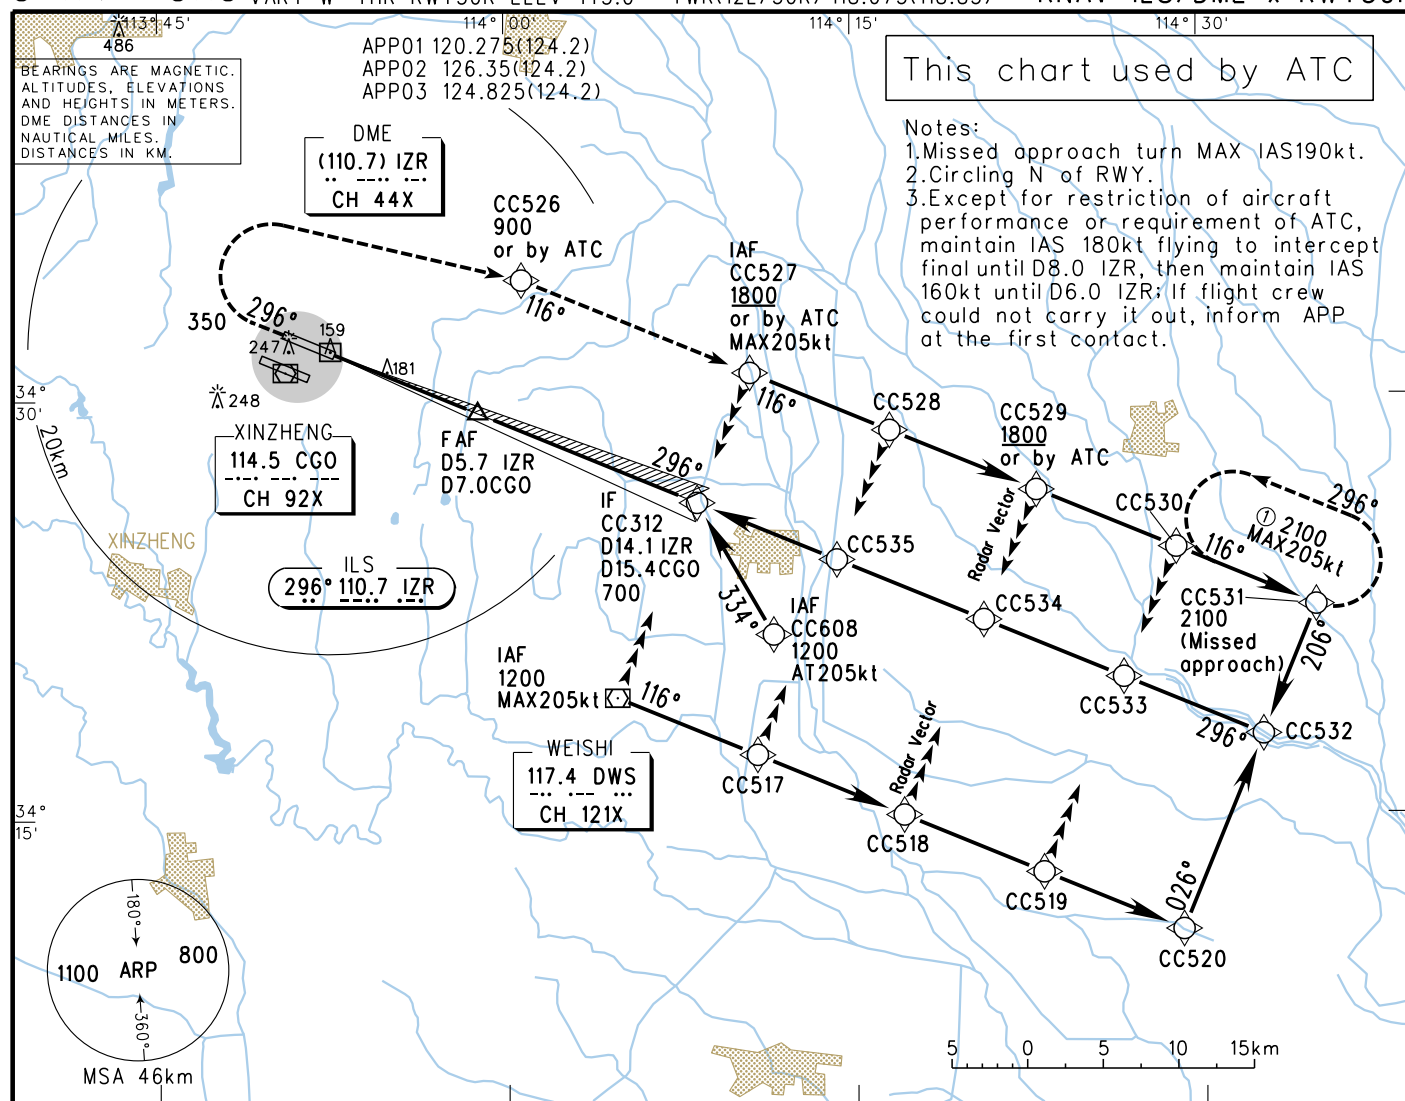 113°45'
114°00'
114°15'
114°30'
486
BEARINGS ARE MAGNETIC.
ALTITUDES, ELEVATIONS
AND HEIGHTS IN METERS.
DME DISTANCES IN
NAUTICAL MILES.
DISTANCES IN KM.
APP01 120.275(124.2)
APP02 126.35(124.2)
APP03 124.825(124.2)
This chart used by ATC
Notes:
1.Missed approach turn MAX IAS190kt.
2.Circling N of RWY.
3.Except for restriction of aircraft
performance or requirement of ATC,
maintain IAS 180kt flying to intercept
final until D8.0 IZR, then maintain IAS
160kt until D6.0 IZR; If flight crew
could not carry it out, inform APP
at the first contact.
DME
(110.7) IZR
CH 44X
CC526
900
or by ATC
116°
IAF
CC527
1800
or by ATC
MAX205kt
116°
350
296°
159
247
181
248
34°
30'
20km
XINZHENG
114.5 CGO
CH 92X
FAF
D5.7 IZR
D7.0CGO
296°
CC528
CC529
1800
or by ATC
Radar Vector
CC530
116°
296°
① 2100
MAX205kt
CC531
2100
(Missed
approach)
206°
XINZHENG
ILS
296° 110.7 IZR
IF
CC312
D14.1 IZR
D15.4CGO
700
CC535
334°
IAF
CC608
1200
AT205kt
CC534
CC533
296°
CC532
IAF
1200
MAX205kt
116°
WEISHI
117.4 DWS
CH 121X
CC517
Radar Vector
CC518
CC519
026°
CC520
34°
15'
180°
1100
ARP
800
360°
MSA 46km
5 0 5 10 15km